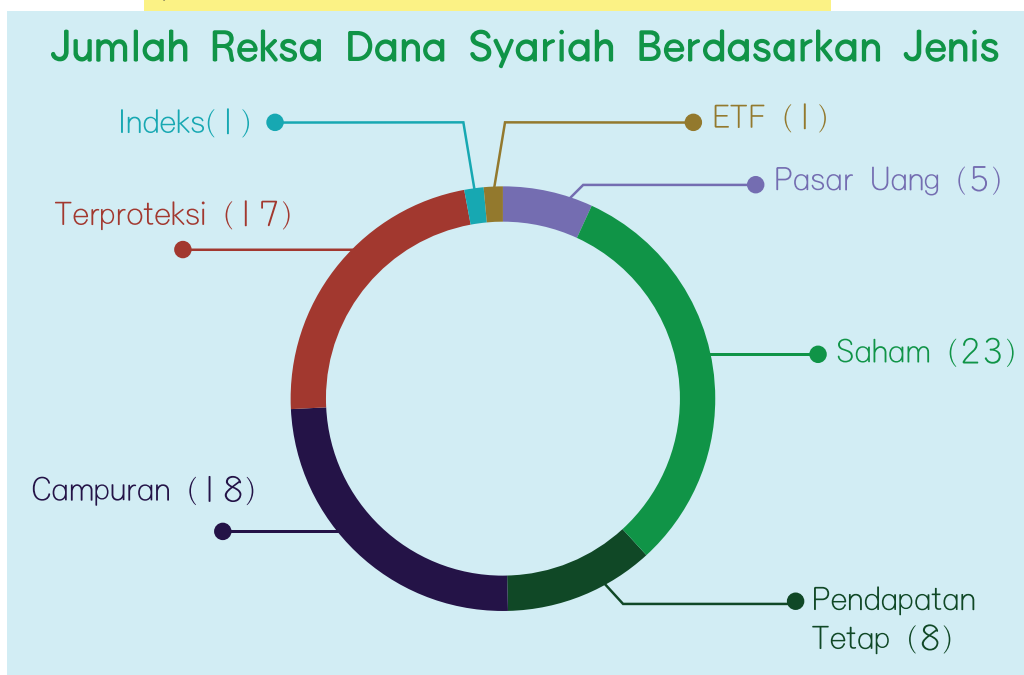 Jumlah Reksa Dana Syariah Berdasarkan Jenis
Indeks(1)
ETF (1)
Pasar Uang (5)
Terproteksi (17)
Saham (23)
Campuran (18)
Pendapatan
Tetap (8)